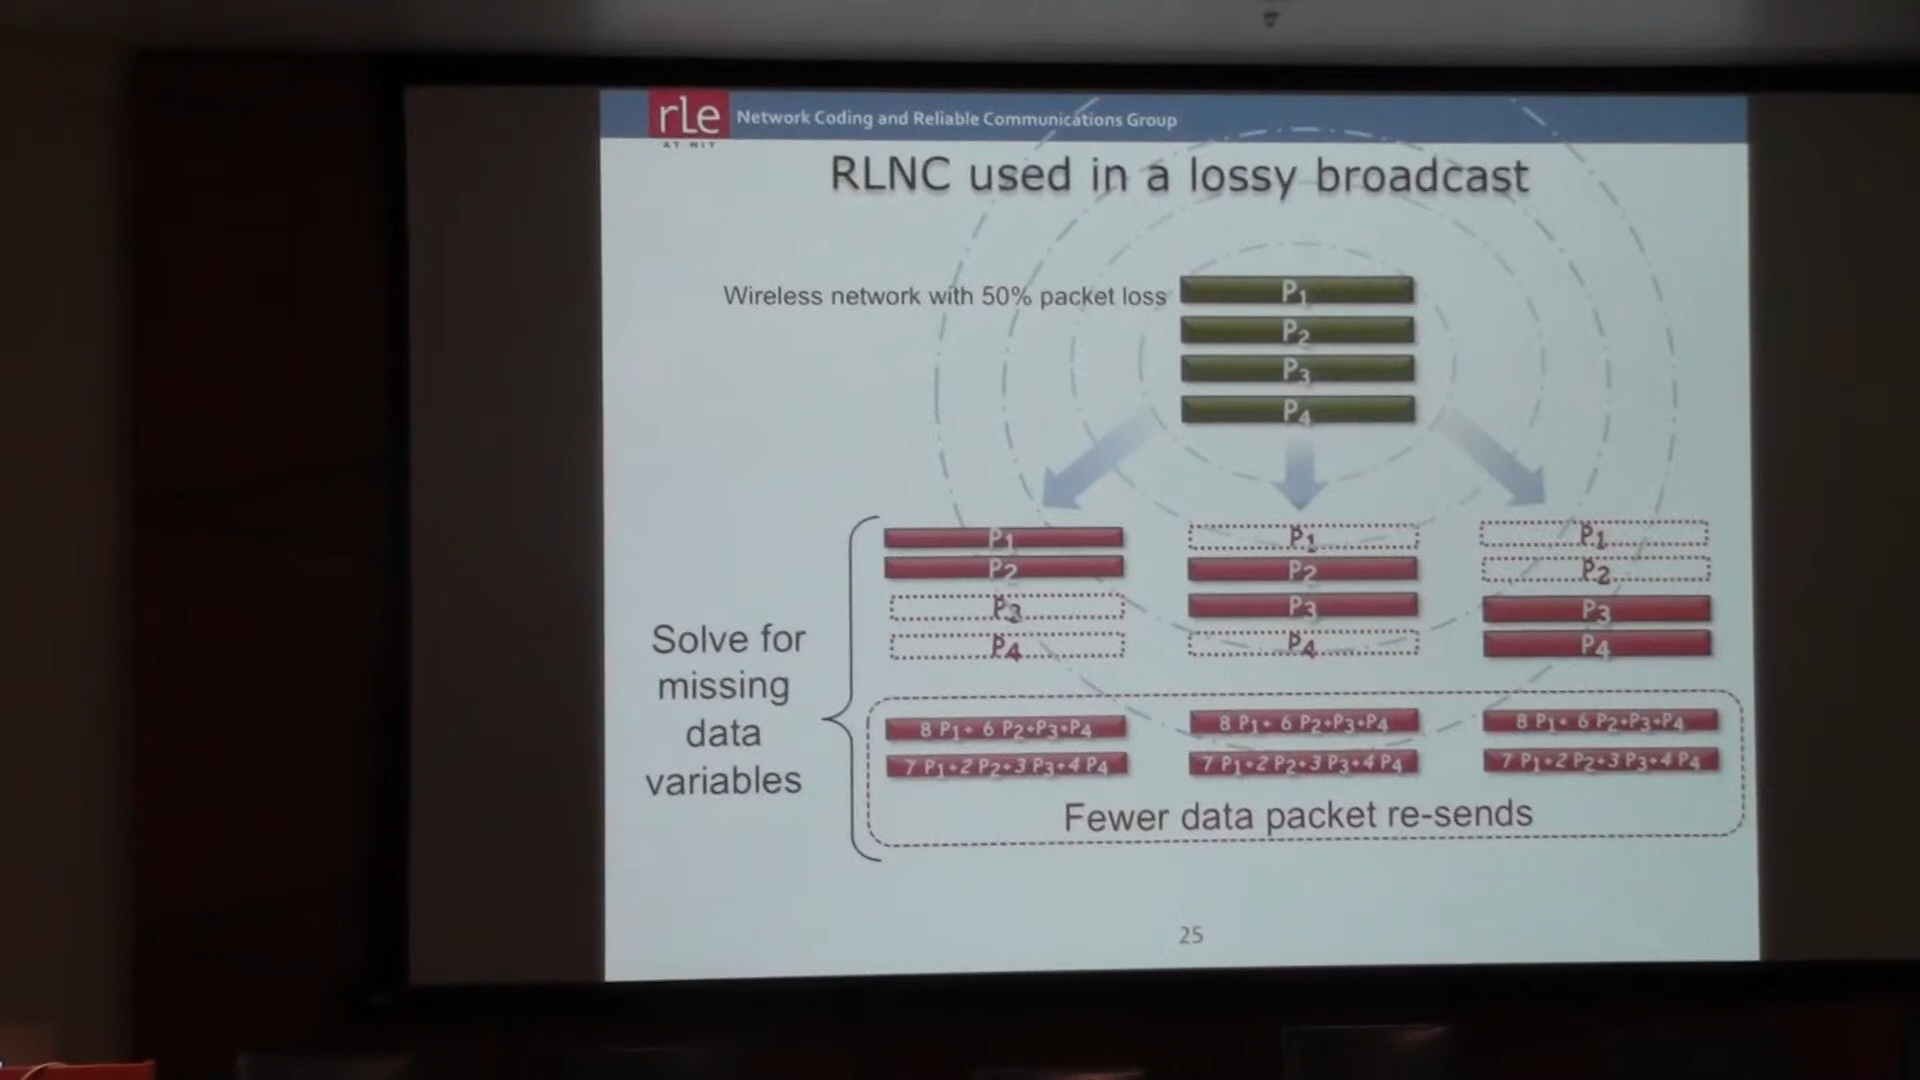 rle Network Coding and Reliable Communications Group
AT MIT
RLNC used in a lossy broadcast
Wireless network with 50% packet loss
P1
P2
P3
P4
P1 P1 P1
P2 P2 P2
P3 P3 P3
P4 P4 P4
Solve for
missing
data
variables
8 P1+ 6 P2+P3+P4 8 P1+ 6 P2+P3+P4 8 P1+ 6 P2+P3+P4
7 P1+2 P2+3 P3+4 P4 7 P1+2 P2+3 P3+4 P4 7 P1+2 P2+3 P3+4 P4
Fewer data packet re-sends
25